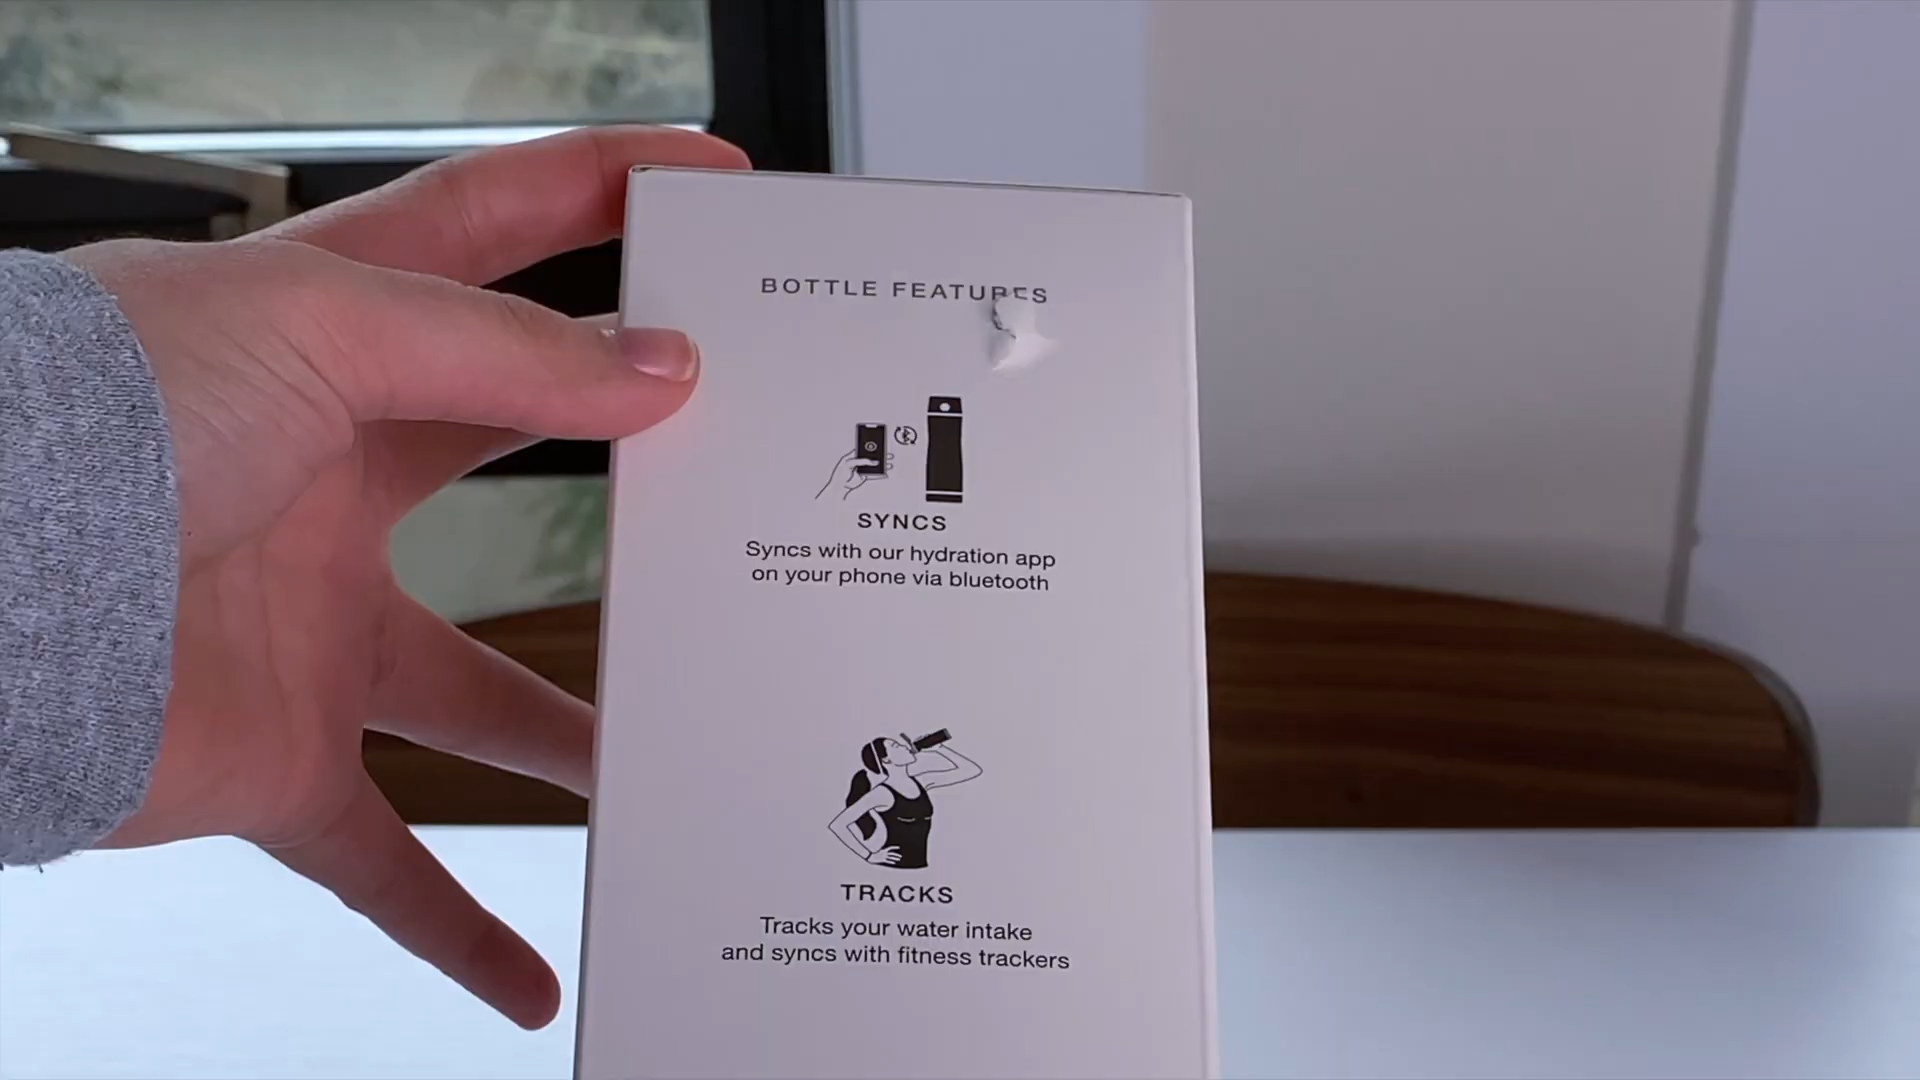 BOTTLE FEATURES
SYNCS
Syncs with our hydration app
on your phone via bluetooth
TRACKS
Tracks your water intake
and syncs with fitness trackers